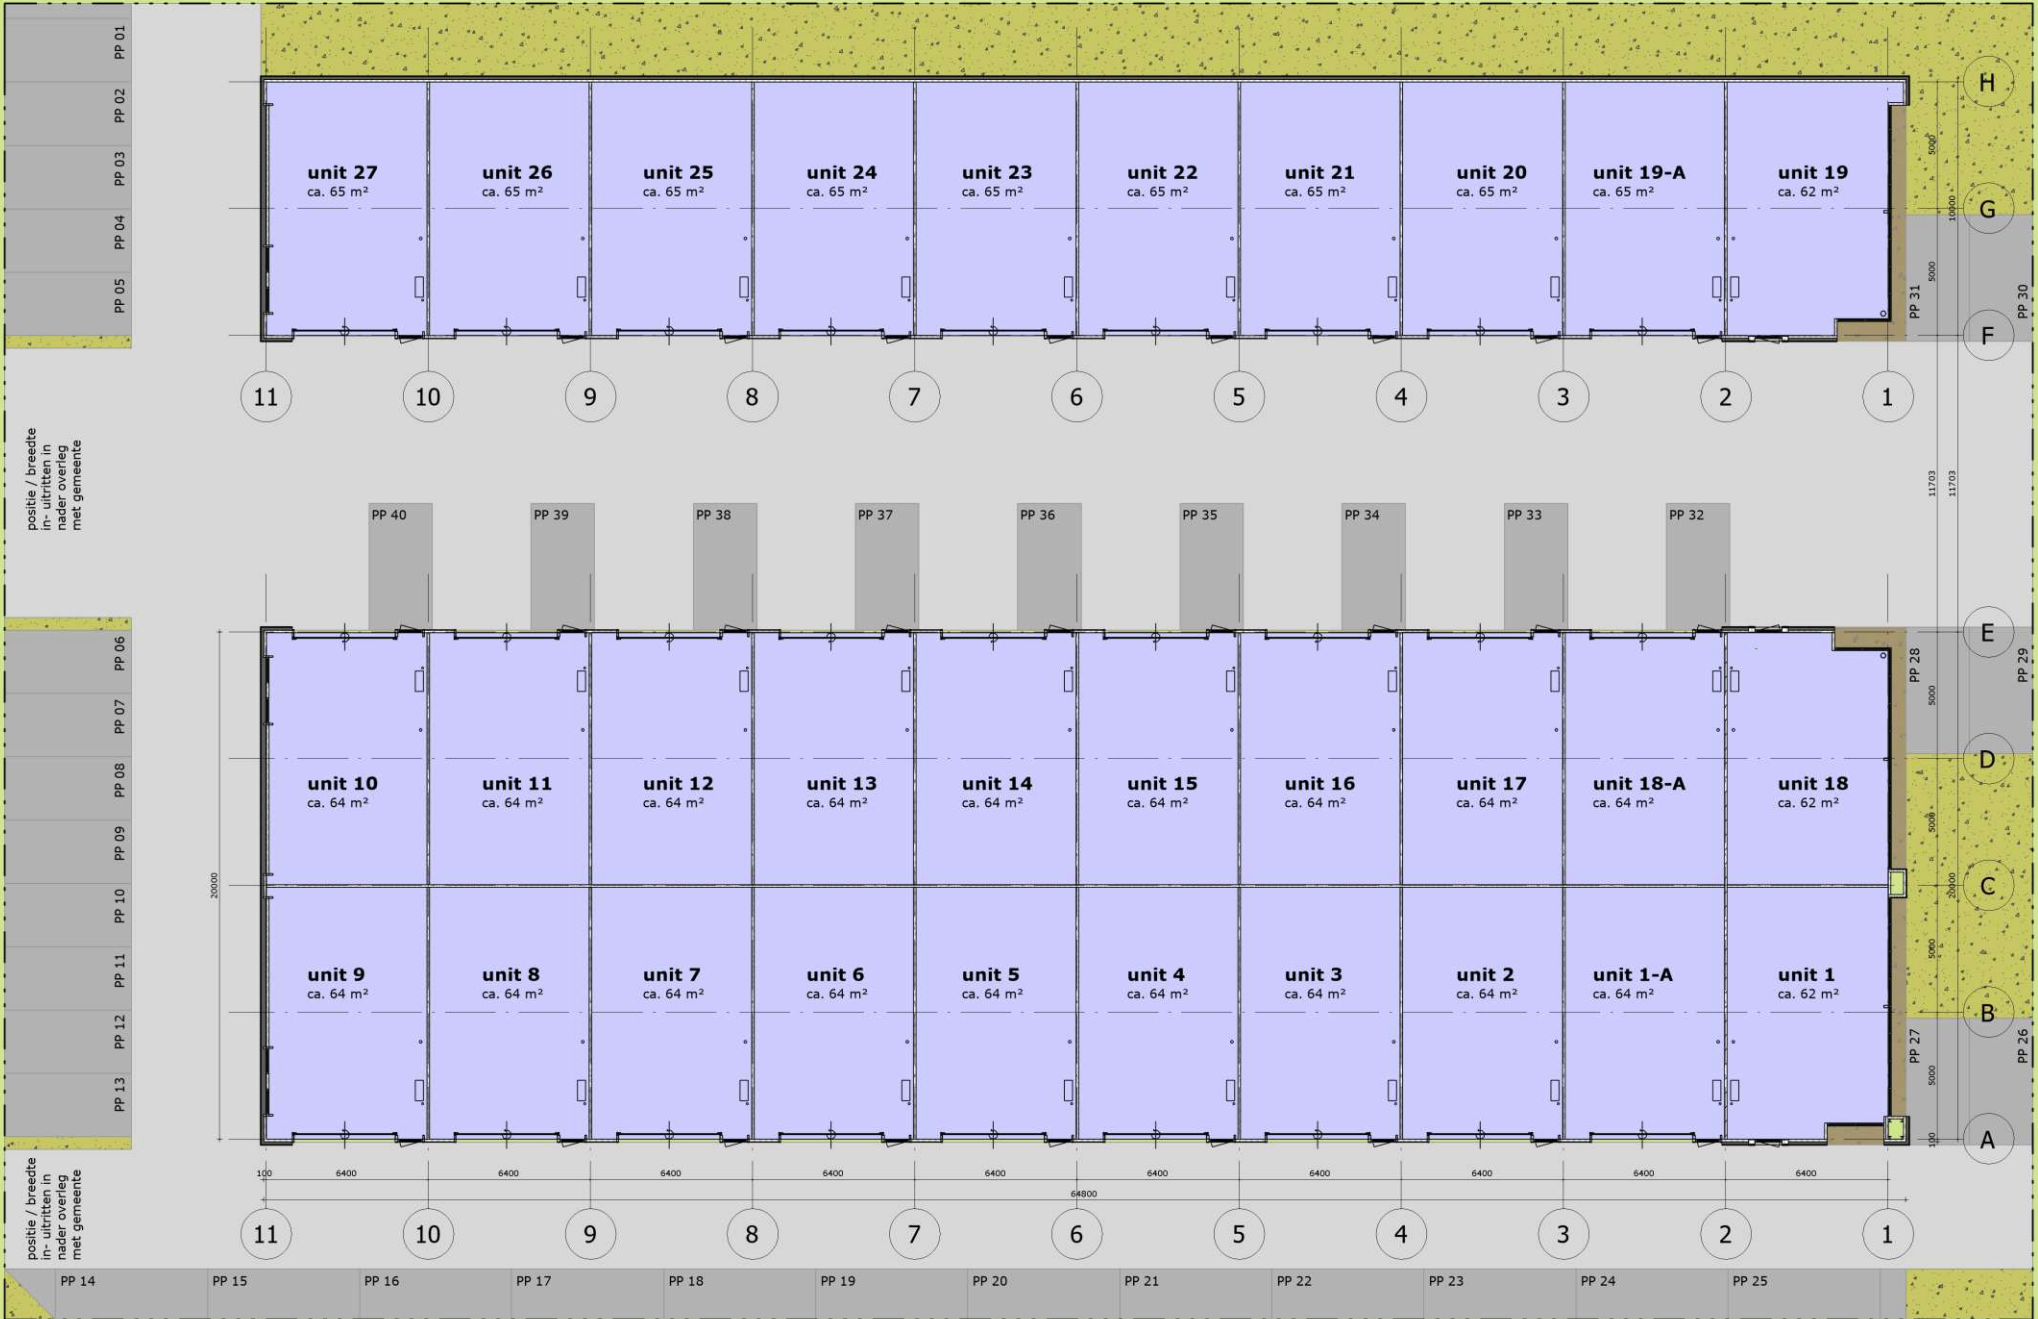 PP 01
PP 02
PP 03
PP 04
PP 05
unit 27
ca. 65 m²
unit 26
ca. 65 m²
unit 25
ca. 65 m²
unit 24
ca. 65 m²
unit 23
ca. 65 m²
unit 22
ca. 65 m²
unit 21
ca. 65 m²
unit 20
ca. 65 m²
unit 19-A
ca. 65 m²
unit 19
ca. 62 m²
H
5000
G
10000
5000
PP 31
PP 30
F
11
10
9
8
7
6
5
4
3
2
1
positie / breedte
in- uitritten in
nader overleg
met gemeente
11703
11703
PP 40
PP 39
PP 38
PP 37
PP 36
PP 35
PP 34
PP 33
PP 32
E
PP 06
PP 07
PP 08
PP 09
PP 10
PP 11
PP 12
PP 13
PP 28
PP 29
5000
D
unit 10
ca. 64 m²
unit 11
ca. 64 m²
unit 12
ca. 64 m²
unit 13
ca. 64 m²
unit 14
ca. 64 m²
unit 15
ca. 64 m²
unit 16
ca. 64 m²
unit 17
ca. 64 m²
unit 18-A
ca. 64 m²
unit 18
ca. 62 m²
5000
20000
C
20000
5000
unit 9
ca. 64 m²
unit 8
ca. 64 m²
unit 7
ca. 64 m²
unit 6
ca. 64 m²
unit 5
ca. 64 m²
unit 4
ca. 64 m²
unit 3
ca. 64 m²
unit 2
ca. 64 m²
unit 1-A
ca. 64 m²
unit 1
ca. 62 m²
B
PP 27
PP 26
5000
100
A
positie / breedte
in- uitritten in
nader overleg
met gemeente
100
6400
6400
6400
6400
6400
6400
6400
6400
6400
6400
64800
11
10
9
8
7
6
5
4
3
2
1
PP 14
PP 15
PP 16
PP 17
PP 18
PP 19
PP 20
PP 21
PP 22
PP 23
PP 24
PP 25